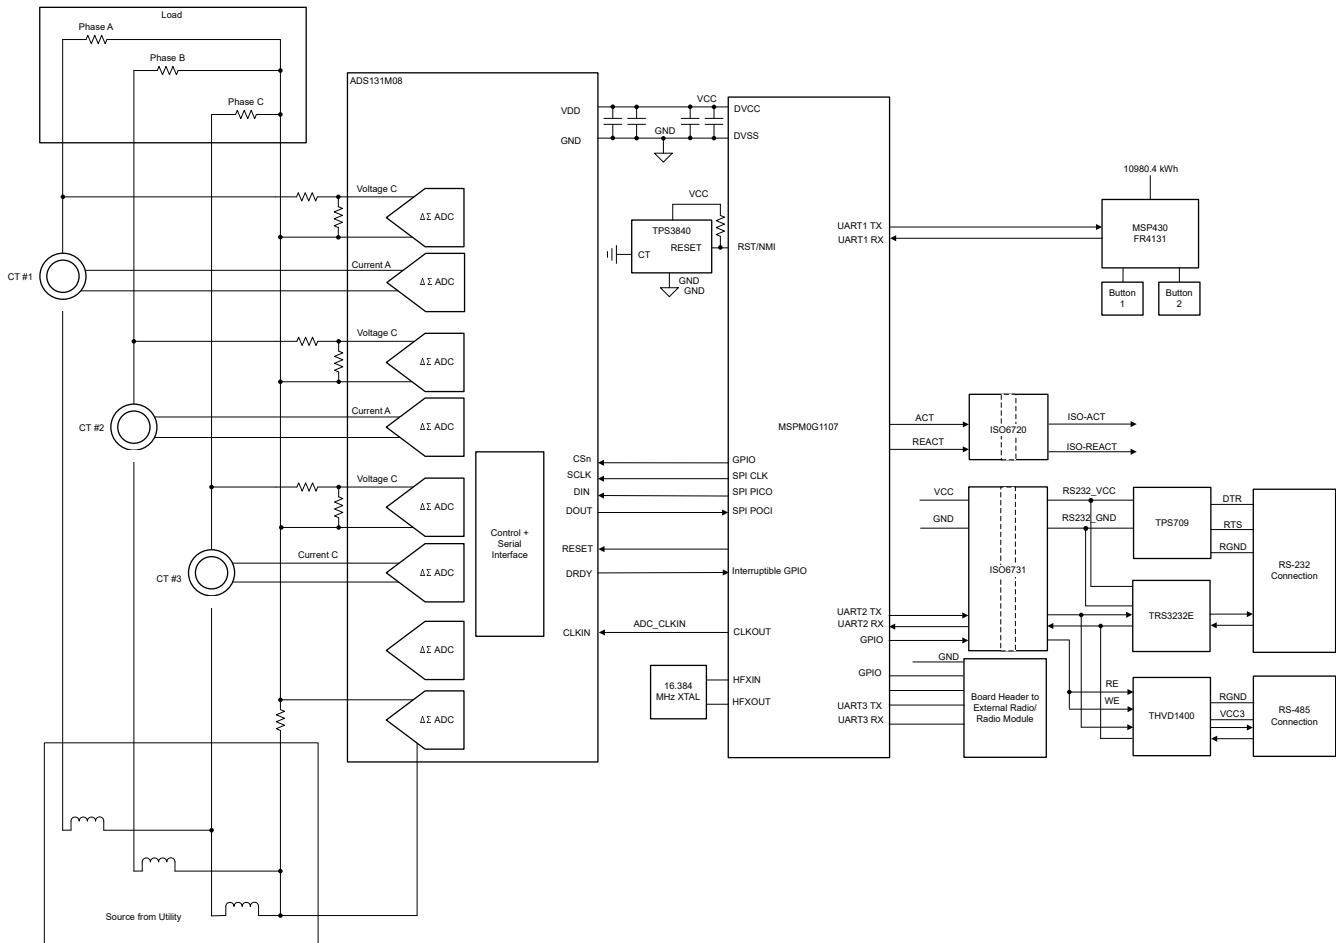 Load
Phase A
Phase B
Phase C
CT #1
CT #2
CT #3
Source from Utility
ADS131M08
VDD
GND
Voltage C
ΔΣ ADC
Current A
ΔΣ ADC
Voltage C
ΔΣ ADC
Current A
ΔΣ ADC
Voltage C
ΔΣ ADC
Current C
ΔΣ ADC
ΔΣ ADC
ΔΣ ADC
Control +
Serial
Interface
CSn
SCLK
DIN
DOUT
RESET
DRDY
CLKIN
VCC
GND
VCC
TPS3840
RESET
CT
GND
GND
ADC_CLKIN
16.384
MHz XTAL
DVCC
DVSS
RST/NMI
MSPM0G1107
GPIO
SPI CLK
SPI PICO
SPI POCI
Interruptible GPIO
CLKOUT
HFXIN
HFXOUT
UART1 TX
UART1 RX
UART2 TX
UART2 RX
GPIO
GPIO
UART3 TX
UART3 RX
10980.4 kWh
MSP430
FR4131
Button
1
Button
2
ACT
REACT
ISO6720
ISO-ACT
ISO-REACT
VCC
GND
ISO6731
RS232_VCC
RS232_GND
TPS709
DTR
RTS
RGND
RS-232
Connection
TRS3232E
GND
Board Header to
External Radio/
Radio Module
RE
WE
THVD1400
RGND
VCC3
RS-485
Connection